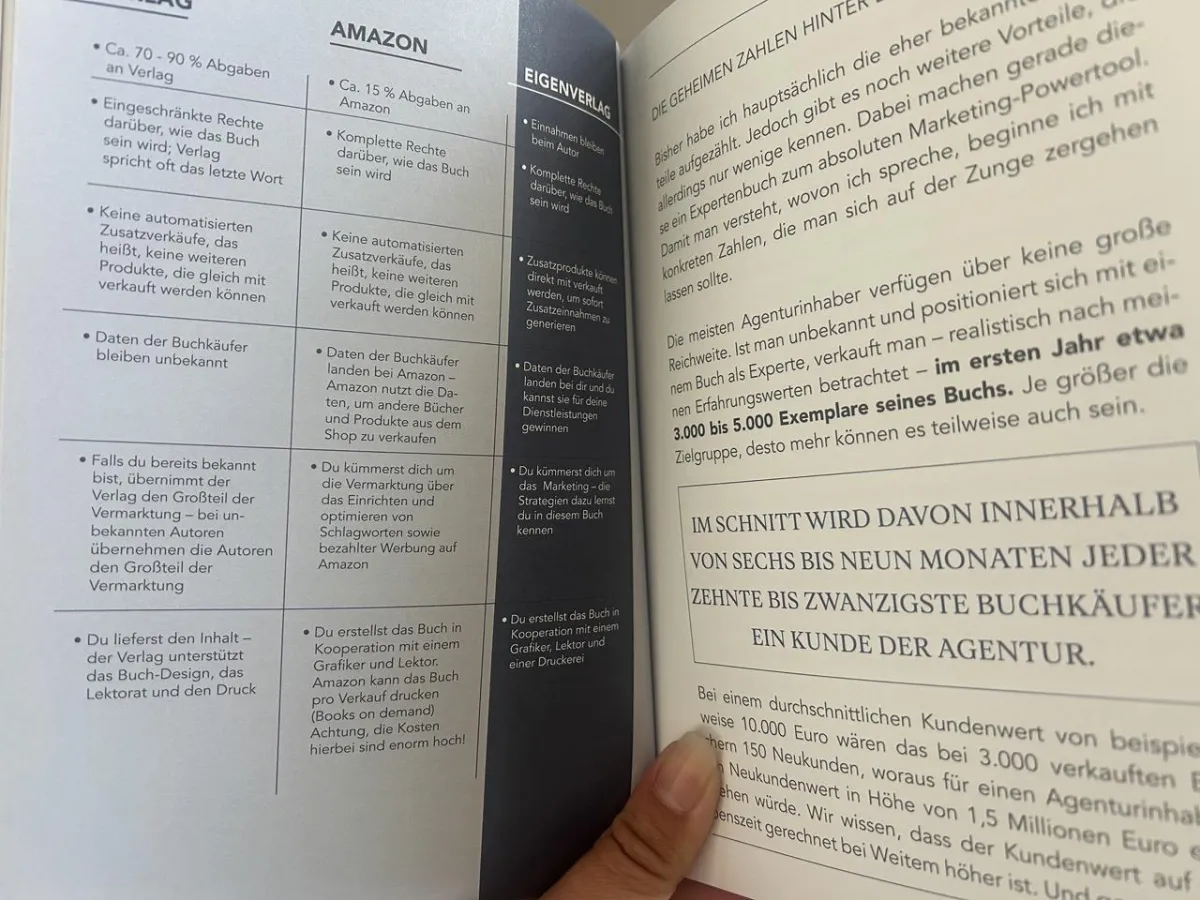 AMAZON
EIGENVERLAG
• Ca. 70 - 90 % Abgaben
an Verlag
• Ca. 15 % Abgaben an
Amazon
• Einnahmen bleiben
beim Autor
• Eingeschränkte Rechte
darüber, wie das Buch
sein wird; Verlag
spricht oft das letzte Wort
• Komplette Rechte
darüber, wie das Buch
sein wird
• Komplette Rechte
darüber, wie das Buch
sein wird
• Keine automatisierten
Zusatzverkäufe, das
heißt, keine weiteren
Produkte, die gleich mit
verkauft werden können
• Keine automatisierten
Zusatzverkäufe, das
heißt, keine weiteren
Produkte, die gleich mit
verkauft werden können
• Zusatzprodukte können
direkt mit verkauft
werden, um sofort
Zusatzeinnahmen zu
generieren
• Daten der Buchkäufer
bleiben unbekannt
• Daten der Buchkäufer
landen bei Amazon –
Amazon nutzt die Da-
ten, um andere Bücher
und Produkte aus dem
Shop zu verkaufen
• Daten der Buchkäufer
landen bei dir und du
kannst sie für deine
Dienstleistungen
gewinnen
• Falls du bereits bekannt
bist, übernimmt der
Verlag den Großteil der
Vermarktung – bei un-
bekannten Autoren
übernehmen die Autoren
den Großteil der
Vermarktung
• Du kümmerst dich um
die Vermarktung über
das Einrichten und
optimieren von
Schlagworten sowie
bezahlter Werbung auf
Amazon
• Du kümmerst dich um
das Marketing – die
Strategien dazu lernst
du in diesem Buch
kennen
• Du lieferst den Inhalt –
der Verlag unterstützt
das Buch-Design, das
Lektorat und den Druck
• Du erstellst das Buch in
Kooperation mit einem
Grafiker und Lektor.
Amazon kann das Buch
pro Verkauf drucken
(Books on demand)
Achtung, die Kosten
hierbei sind enorm hoch!
• Du erstellst das Buch in
Kooperation mit einem
Grafiker, Lektor und
einer Druckerei
DIE GEHEIMEN ZAHLEN HINTER
Bisher habe ich hauptsächlich die eher
teile aufgezählt. Jedoch gibt es noch weitere Vorteile,
allerdings nur wenige kennen. Dabei machen gerade die-
se ein Expertenbuch zum absoluten Marketing-Powertool.
Damit man versteht, wovon ich spreche, beginne ich mit
konkreten Zahlen, die man sich auf der Zunge zergehen
lassen sollte.
Die meisten Agenturinhaber verfügen über keine große
Reichweite. Ist man unbekannt und positioniert sich mit ei-
nem Buch als Experte, verkauft man – realistisch nach mei-
nen Erfahrungswerten betrachtet – im ersten Jahr etwa
3.000 bis 5.000 Exemplare seines Buchs. Je größer die
Zielgruppe, desto mehr können es teilweise auch sein.
IM SCHNITT WIRD DAVON INNERHALB
VON SECHS BIS NEUN MONATEN JEDER
ZEHNTE BIS ZWANZIGSTE BUCHKÄUFER
EIN KUNDE DER AGENTUR.
Bei einem durchschnittlichen Kundenwert von
weise 10.000 Euro wären das bei 3.000 verkauften
150 Neukunden, woraus für einen
Neukundenwert in Höhe von 1,5 Millionen Euro
würde. Wir wissen, dass der Kundenwert auf
gerechnet bei Weitem höher ist. Und